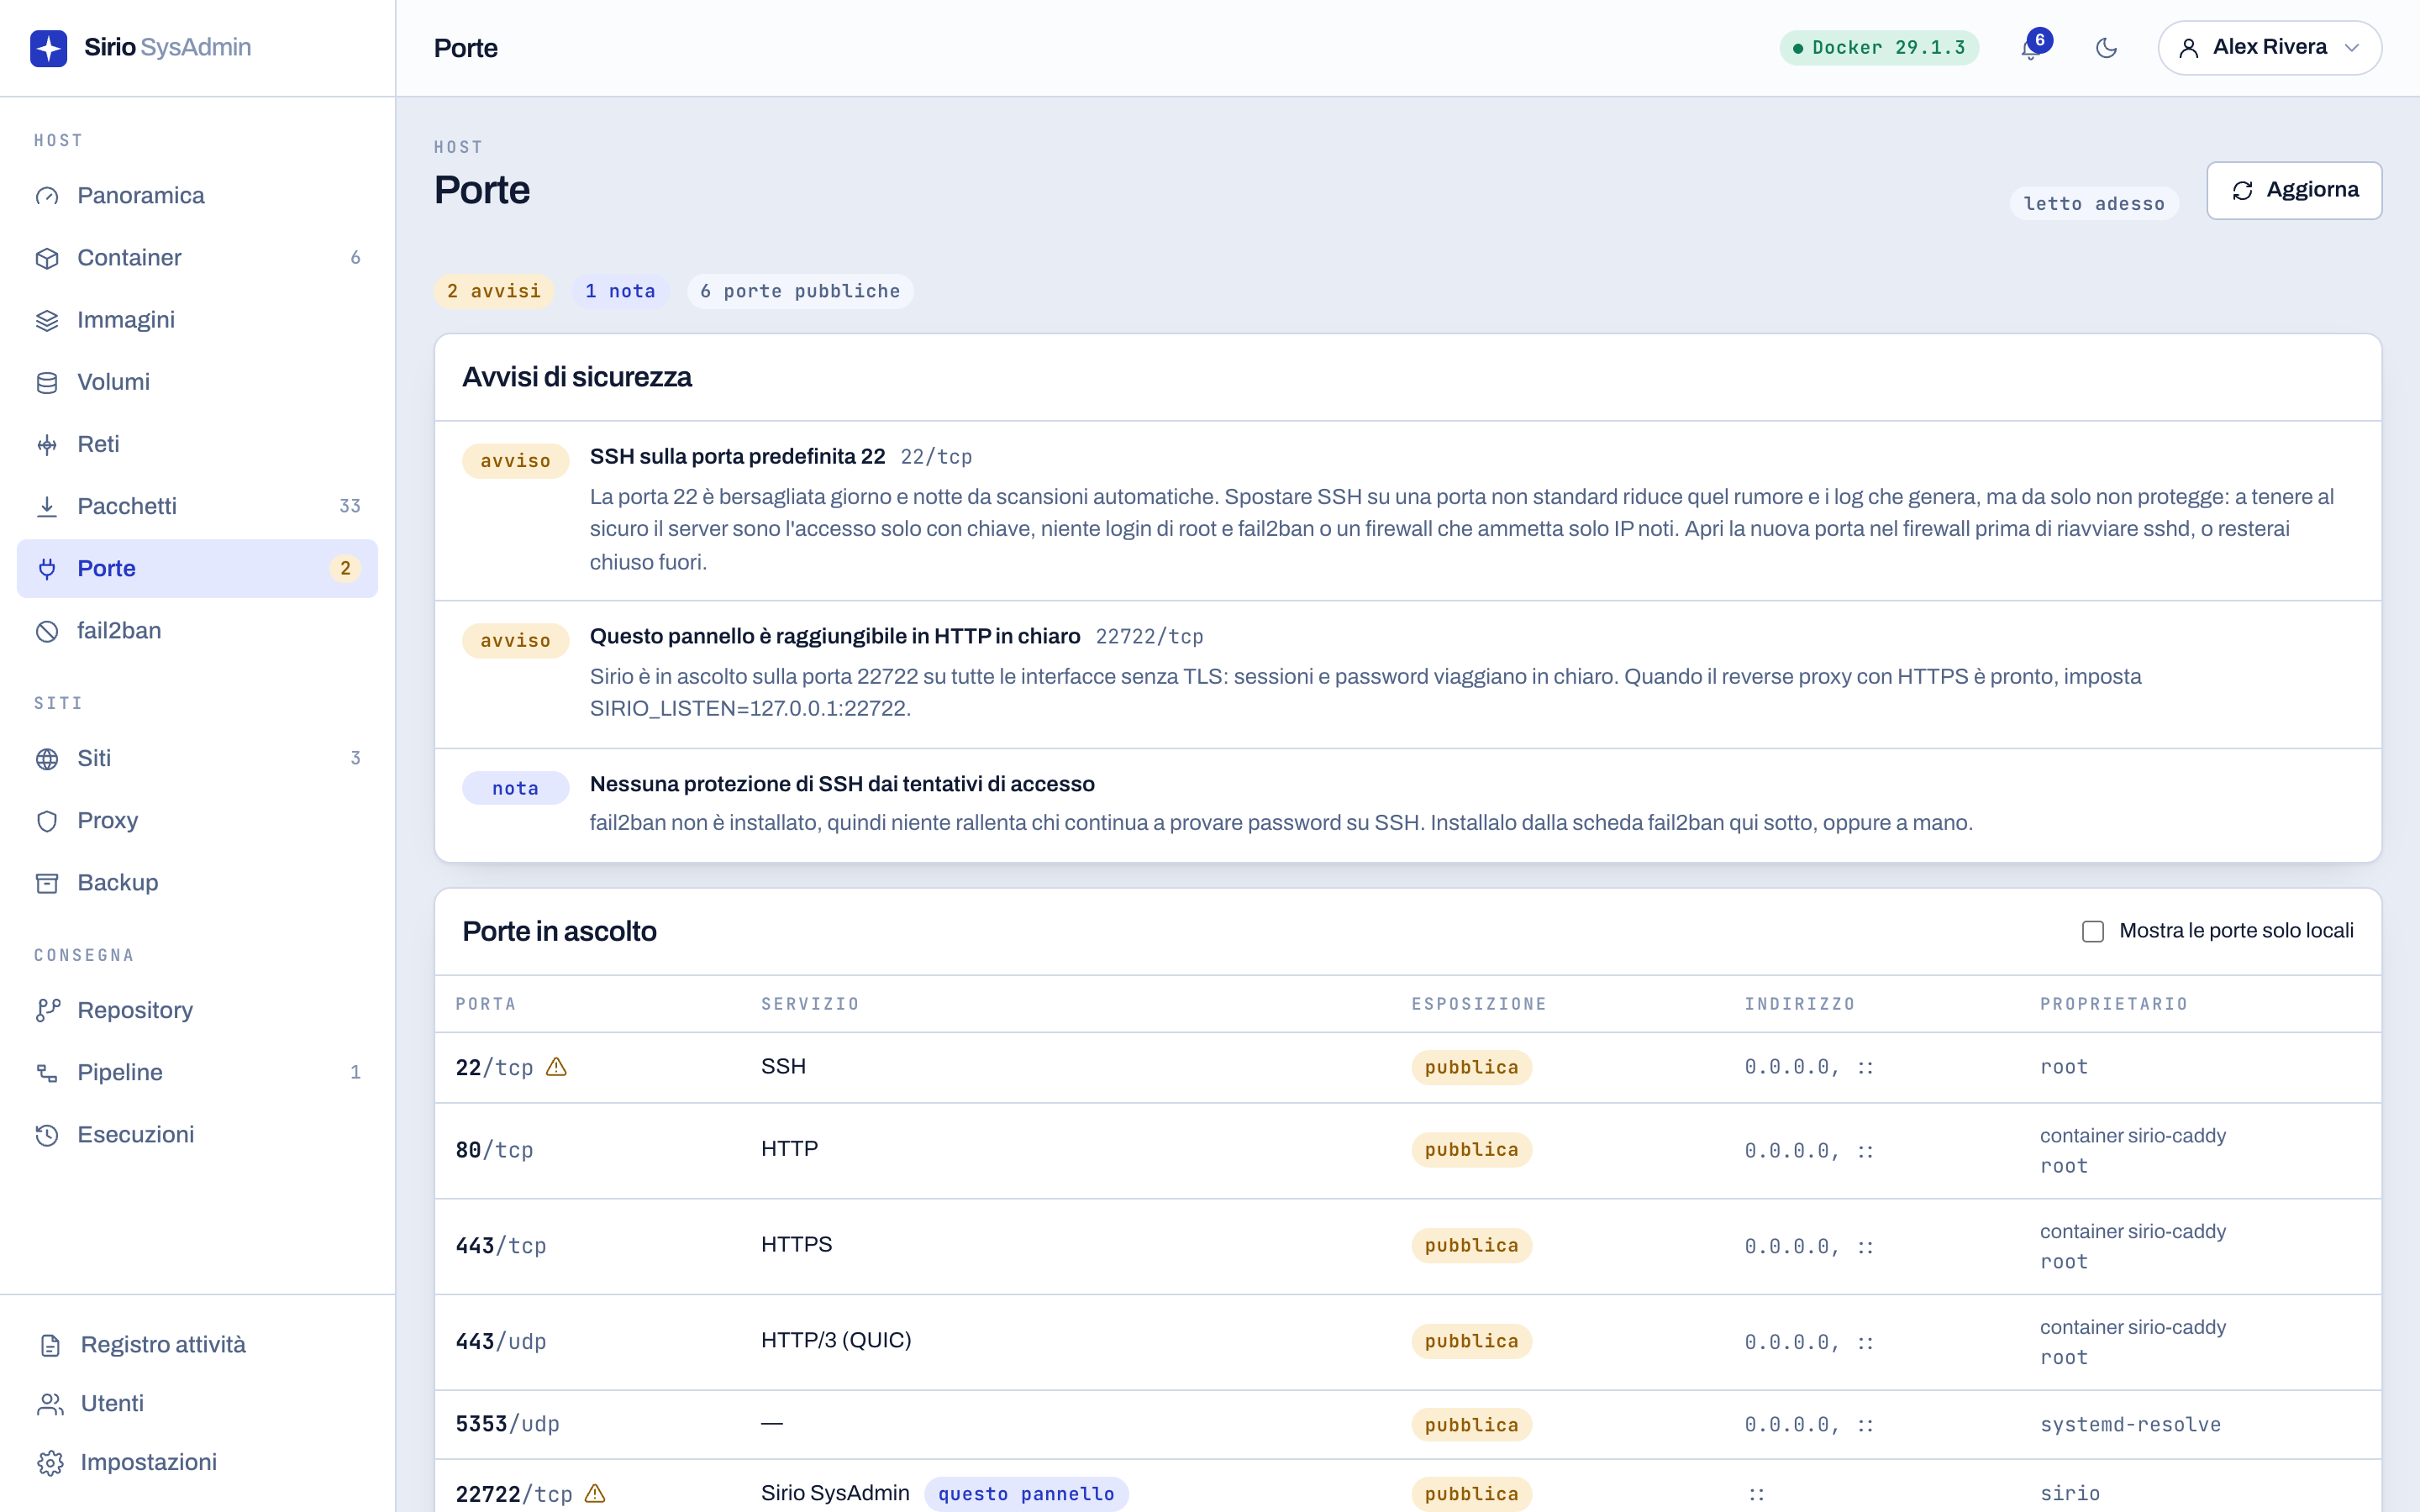 Sirio SysAdmin
Porte
Docker 29.1.3
6
Alex Rivera
HOST
Panoramica
Container 6
Immagini
Volumi
Reti
Pacchetti 33
Porte 2
fail2ban
SITI
Siti 3
Proxy
Backup
CONSEGNA
Repository
Pipeline 1
Esecuzioni
Registro attività
Utenti
Impostazioni
HOST
Porte
letto adesso
Aggiorna
2 avvisi
1 nota
6 porte pubbliche
Avvisi di sicurezza
avviso
SSH sulla porta predefinita 22 22/tcp
La porta 22 è bersagliata giorno e notte da scansioni automatiche. Spostare SSH su una porta non standard riduce quel rumore e i log che genera, ma da solo non protegge: a tenere al
sicuro il server sono l'accesso solo con chiave, niente login di root e fail2ban o un firewall che ammetta solo IP noti. Apri la nuova porta nel firewall prima di riavviare sshd, o resterai
chiuso fuori.
avviso
Questo pannello è raggiungibile in HTTP in chiaro 22722/tcp
Sirio è in ascolto sulla porta 22722 su tutte le interfacce senza TLS: sessioni e password viaggiano in chiaro. Quando il reverse proxy con HTTPS è pronto, imposta
SIRIO_LISTEN=127.0.0.1:22722.
nota
Nessuna protezione di SSH dai tentativi di accesso
fail2ban non è installato, quindi niente rallenta chi continua a provare password su SSH. Installalo dalla scheda fail2ban qui sotto, oppure a mano.
Porte in ascolto
Mostra le porte solo locali
PORTA SERVIZIO ESPOSIZIONE INDIRIZZO PROPRIETARIO
22/tcp SSH pubblica 0.0.0.0, :: root
80/tcp HTTP pubblica 0.0.0.0, :: container sirio-caddy
root
443/tcp HTTPS pubblica 0.0.0.0, :: container sirio-caddy
root
443/udp HTTP/3 (QUIC) pubblica 0.0.0.0, :: container sirio-caddy
root
5353/udp — pubblica 0.0.0.0, :: systemd-resolve
22722/tcp Sirio SysAdmin questo pannello pubblica :: sirio